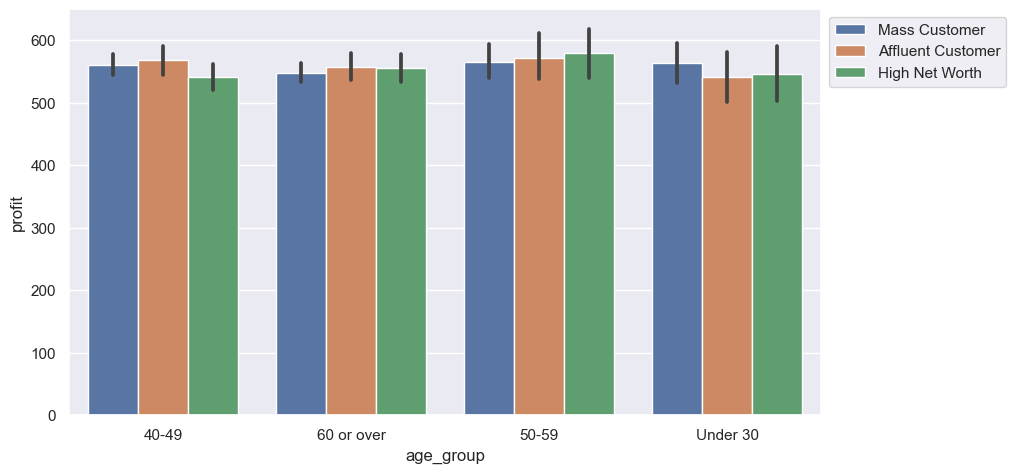 600
500
400
300
200
100
0
profit
40-49
60 or over
50-59
Under 30
age_group
Mass Customer
Affluent Customer
High Net Worth